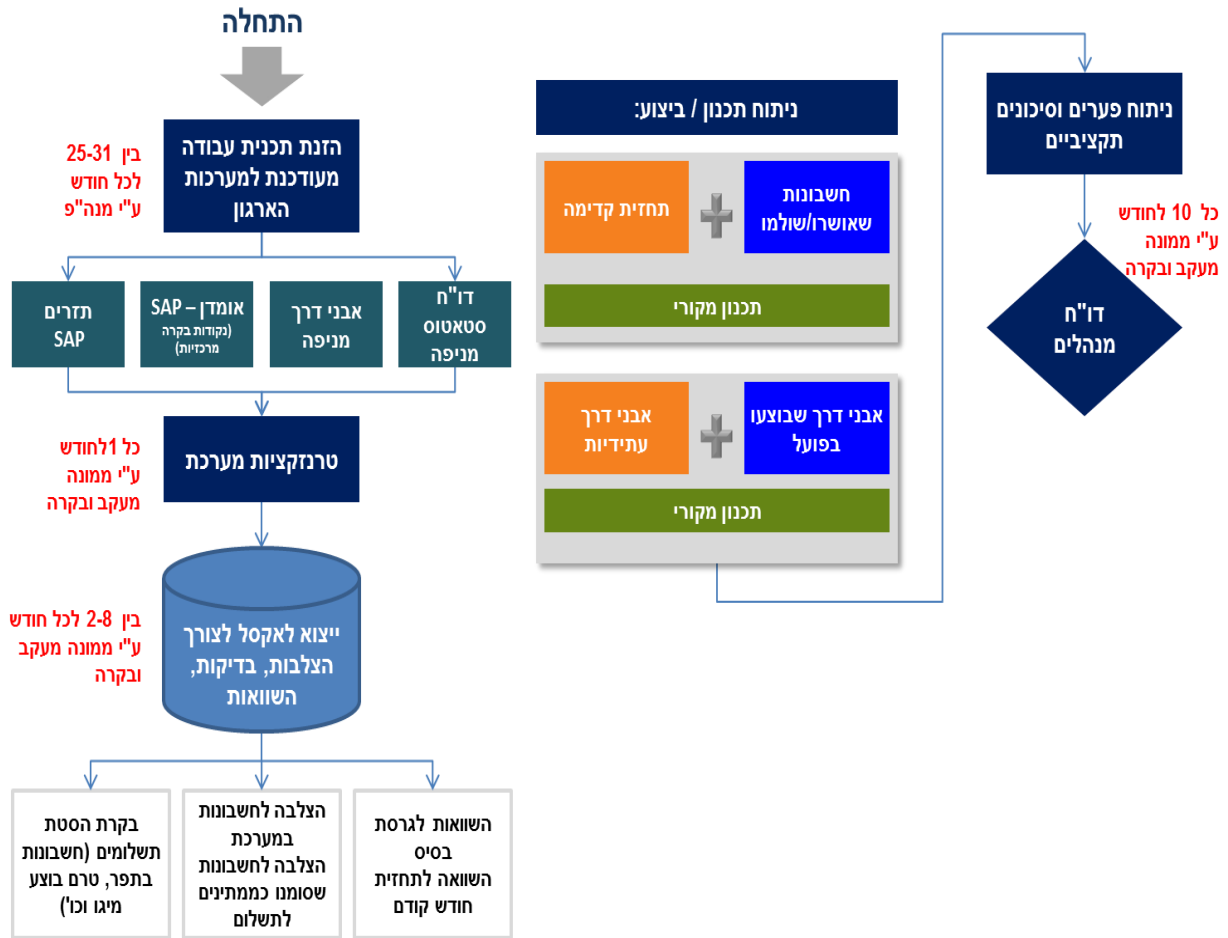 התחלה
הזנת תכנית עבודה
מעודכנת למערכות
הארגון
בין 25-31
לכל חודש
ע"י מנה"פ
דו"ח
סטאטוס
מניפה
אבני דרך
מניפה
אומדן – SAP
(נקודות בקרה
מרכזיות)
תזרים
SAP
טרנזקציות מערכת
כל 1לחודש
ע"י ממונה
מעקב ובקרה
ייצוא לאקסל לצורך
הצלבות, בדיקות,
השוואות
בין 2-8 לכל חודש
ע"י ממונה מעקב
ובקרה
השוואות לגרסת
בסיס
השוואה לתחזית
חודש קודם
הצלבה לחשבונות
במערכת
הצלבה לחשבונות
שסומנו כממתינים
לתשלום
בקרת הסטת
תשלומים (חשבונות
בתפר, טרם בוצע
מיגו וכו')
ניתוח תכנון / ביצוע:
חשבונות
שאושרו/שולמו
תחזית קדימה
תכנון מקורי
אבני דרך שבוצעו
בפועל
אבני דרך
עתידיות
תכנון מקורי
ניתוח פערים וסיכונים
תקציביים
כל 10 לחודש
ע"י ממונה
מעקב ובקרה
דו"ח
מנהלים